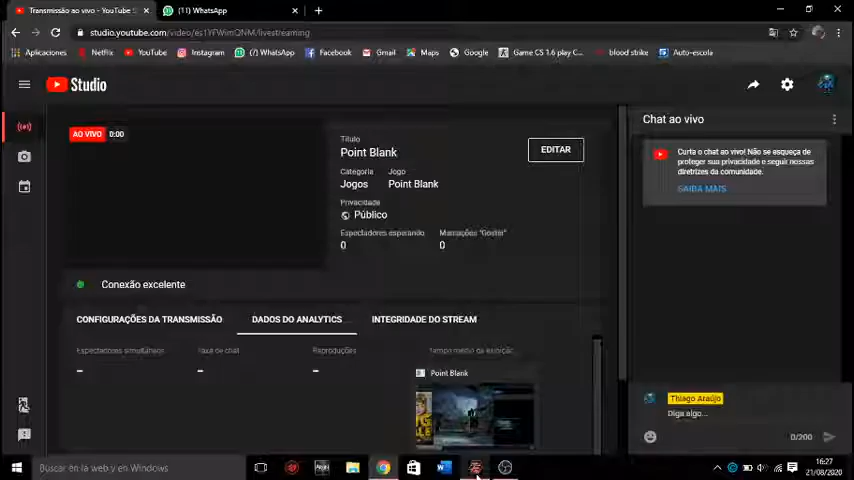 Transmissão ao vivo - YouTube S
(11) WhatsApp
studio.youtube.com/video/es1YFWimQNM/livestreaming
Aplicaciones
Netflix
YouTube
Instagram
(7) WhatsApp
Facebook
Gmail
Maps
Google
Game CS 1.6 play C...
blood strike
Auto-escola
Studio
Chat ao vivo
AO VIVO 0:00
Título
Point Blank
EDITAR
Curta o chat ao vivo! Não se esqueça de
proteger sua privacidade e seguir nossas
diretrizes da comunidade.
SAIBA MAIS
Categoria Jogo
Jogos Point Blank
Privacidade
Público
Espectadores esperando Marcações "Gostei"
0 0
Conexão excelente
CONFIGURAÇÕES DA TRANSMISSÃO
DADOS DO ANALYTICS
INTEGRIDADE DO STREAM
Espectadores simultâneos
Taxa de chat
Reproduções
Tempo médio da exibição
– – –
Point Blank
Thiago Araújo
Diga algo...
0/200
Buscar en la web y en Windows
16:27
21/08/2020